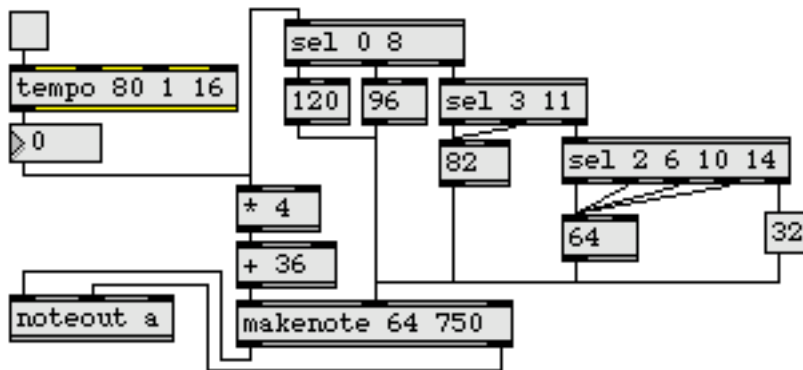 sel 0 8
tempo 80 1 16
120
96
sel 3 11
0
82
sel 2 6 10 14
* 4
64
32
+ 36
noteout a
makenote 64 750